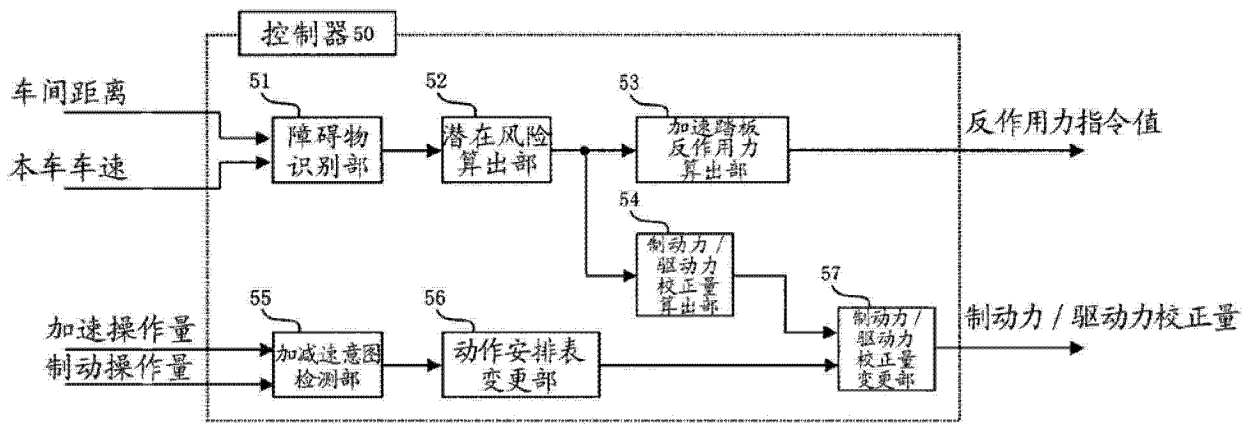 控制器50
车间距离
本车车速
51
障碍物
识别部
52
潜在风险
算出部
53
加速踏板
反作用力
算出部
反作用力指令值
54
制动力/
驱动力
校正量
算出部
加速操作量
制动操作量
55
加减速意图
检测部
56
动作安排表
变更部
57
制动力/
驱动力
校正量
变更部
制动力/驱动力校正量